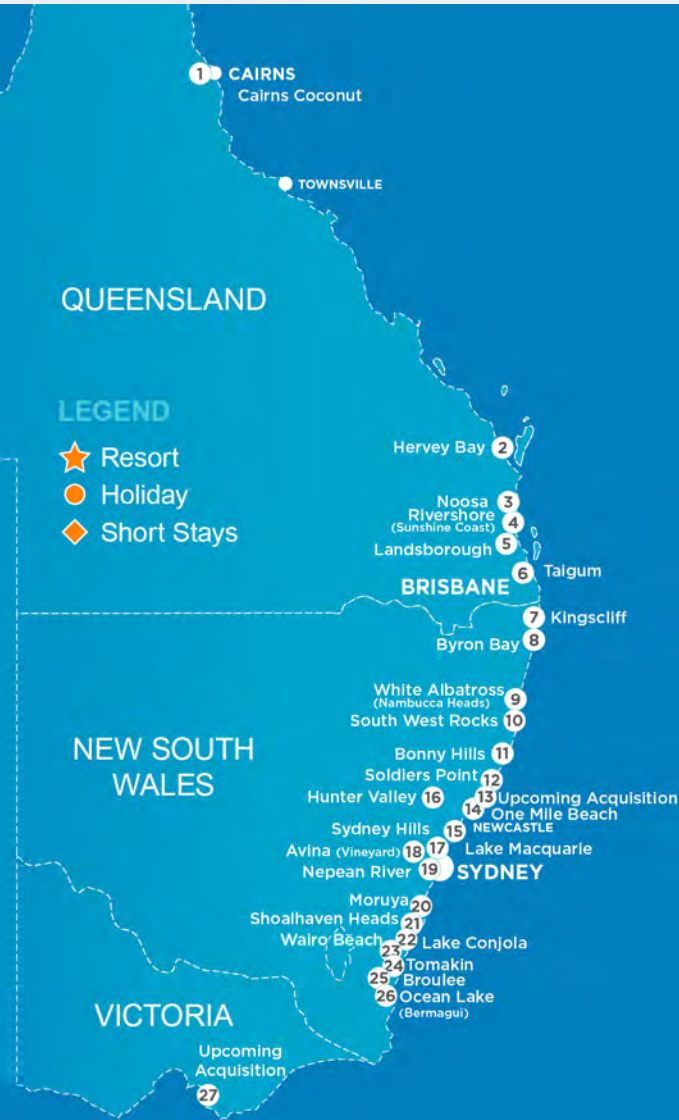 1 CAIRNS
Cairns Coconut
TOWNSVILLE
QUEENSLAND
LEGEND
Resort
Holiday
Short Stays
Hervey Bay 2
Noosa 3
Rivershore 4
(Sunshine Coast)
Landsborough 5
6 Taigum
BRISBANE
7 Kingscliff
Byron Bay 8
White Albatross 9
(Nambucca Heads)
South West Rocks 10
NEW SOUTH
WALES
Bonny Hills 11
Soldiers Point 12
Hunter Valley 16
13 Upcoming Acquisition
14 One Mile Beach
Sydney Hills 15 NEWCASTLE
17 Lake Macquarie
Avina (Vineyard) 18
Nepean River 19 SYDNEY
Moruya 20
Shoalhaven Heads 21
Wairo Beach 22 Lake Conjola
23
24 Tomakin
25 Broulee
26 Ocean Lake
(Bermagui)
VICTORIA
Upcoming
Acquisition
27